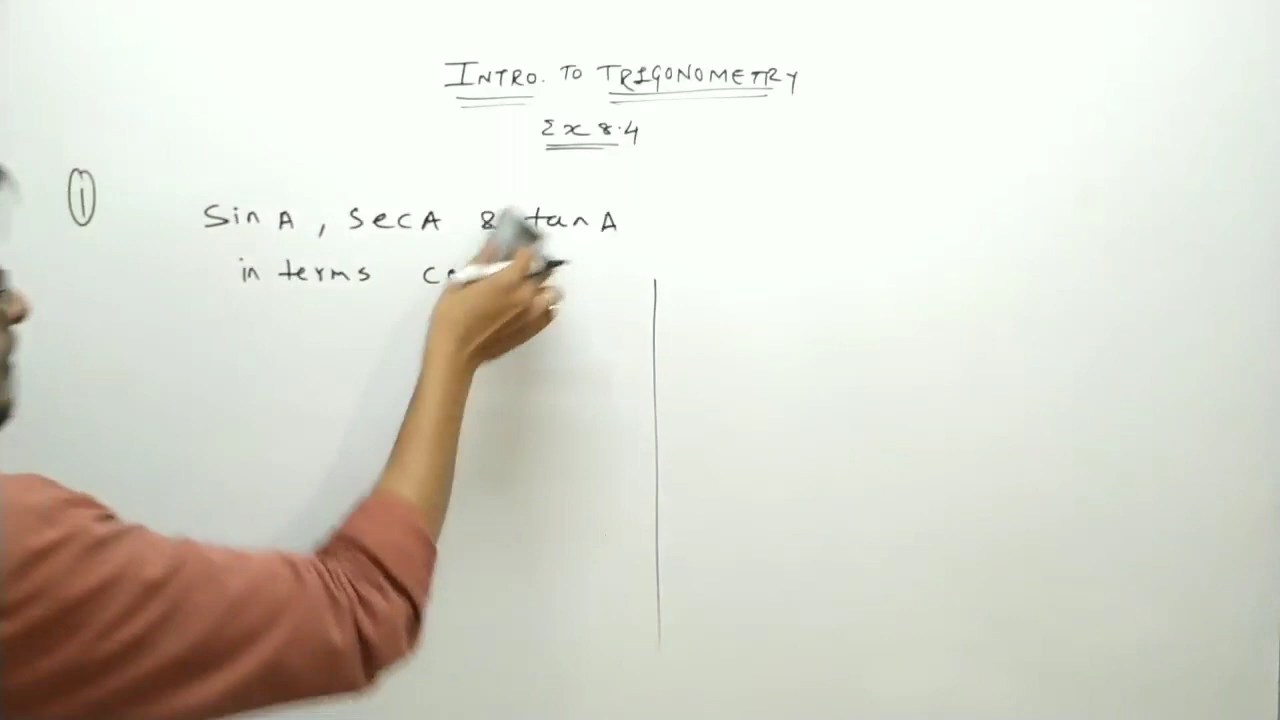 INTRO. TO TRIGONOMETRY
Ex 8.4
1
Sin A, Sec A & tan A
in terms